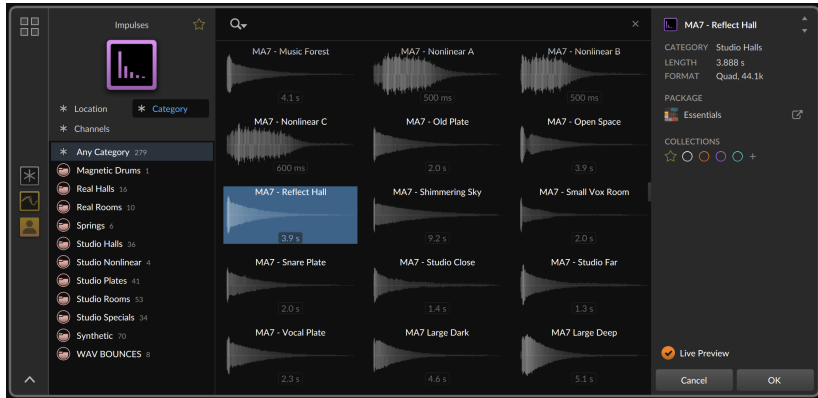 Impulses
Location
Category
Channels
Any Category 279
Magnetic Drums 1
Real Halls 16
Real Rooms 10
Springs 6
Studio Halls 36
Studio Nonlinear 4
Studio Plates 41
Studio Rooms 53
Studio Specials 34
Synthetic 70
WAV BOUNCES 8
MA7 - Music Forest
4.1 s
MA7 - Nonlinear A
500 ms
MA7 - Nonlinear B
500 ms
MA7 - Nonlinear C
600 ms
MA7 - Old Plate
2.0 s
MA7 - Open Space
3.9 s
MA7 - Reflect Hall
3.9 s
MA7 - Shimmering Sky
9.2 s
MA7 - Small Vox Room
2.0 s
MA7 - Snare Plate
2.0 s
MA7 - Studio Close
1.4 s
MA7 - Studio Far
1.3 s
MA7 - Vocal Plate
2.3 s
MA7 Large Dark
4.6 s
MA7 Large Deep
5.1 s
MA7 - Reflect Hall
CATEGORY Studio Halls
LENGTH 3.888 s
FORMAT Quad, 44.1k
PACKAGE
Essentials
COLLECTIONS
Live Preview
Cancel
OK